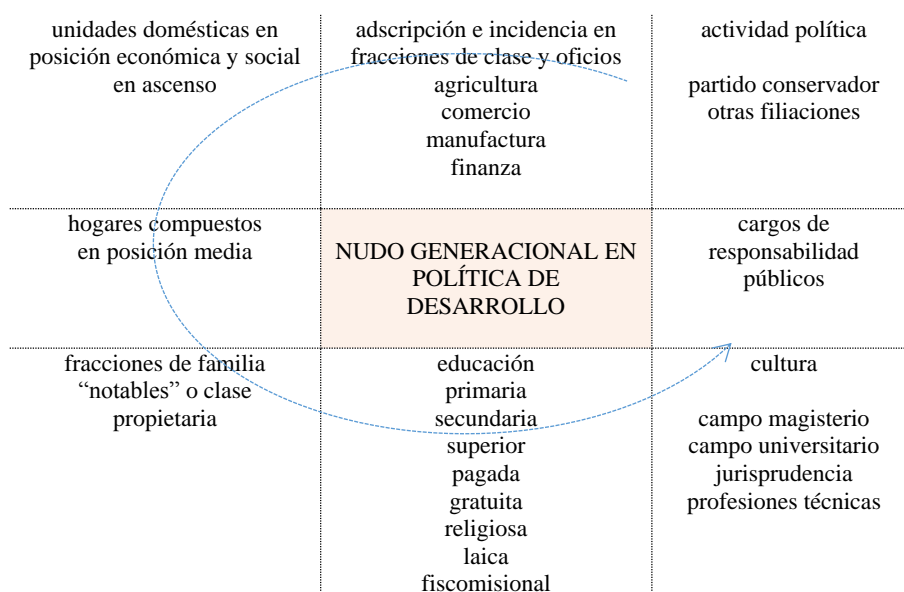 unidades domésticas en
posición económica y social
en ascenso
adscripción e incidencia en
fracciones de clase y oficios
agricultura
comercio
manufactura
finanza
actividad política
partido conservador
otras filiaciones
hogares compuestos
en posición media
NUDO GENERACIONAL EN
POLÍTICA DE
DESARROLLO
cargos de
responsabilidad
públicos
fracciones de familia
“notables” o clase
propietaria
educación
primaria
secundaria
superior
pagada
gratuita
religiosa
laica
fiscomisional
cultura
campo magisterio
campo universitario
jurisprudencia
profesiones técnicas